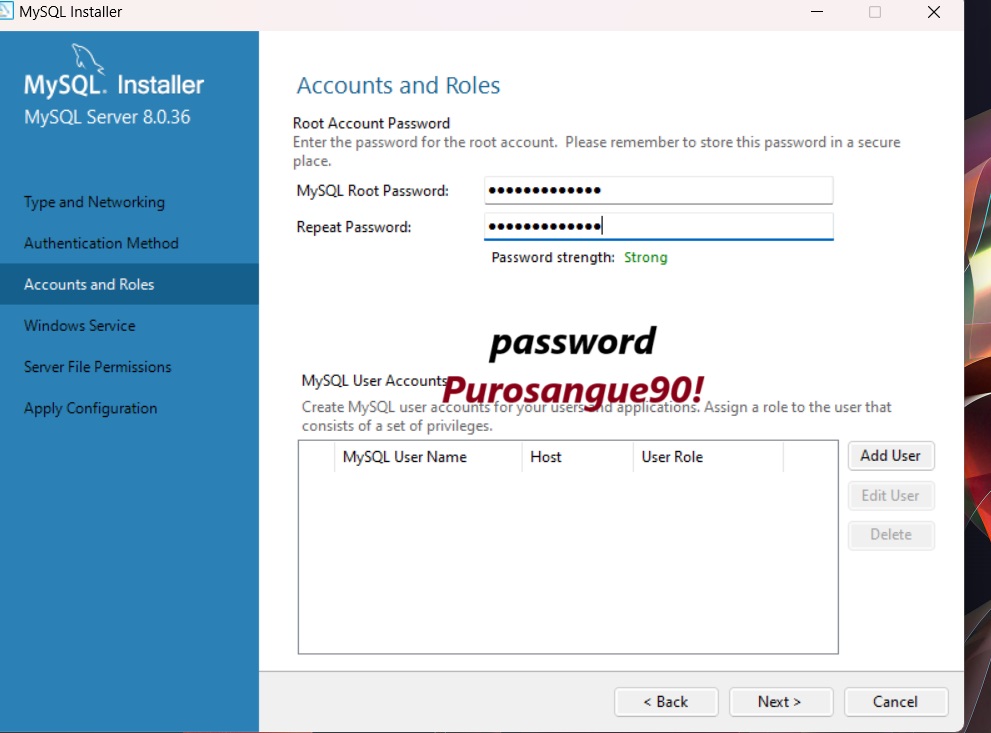 MySQL Installer
MySQL. Installer
MySQL Server 8.0.36
Type and Networking
Authentication Method
Accounts and Roles
Windows Service
Server File Permissions
Apply Configuration
Accounts and Roles
Root Account Password
Enter the password for the root account. Please remember to store this password in a secure
place.
MySQL Root Password: ●●●●●●●●●●●●●
Repeat Password: ●●●●●●●●●●●●●
Password strength: Strong
password
Purosangue90!
MySQL User Accounts
Create MySQL user accounts for your users and applications. Assign a role to the user that
consists of a set of privileges.
MySQL User Name Host User Role
Add User
Edit User
Delete
< Back Next > Cancel